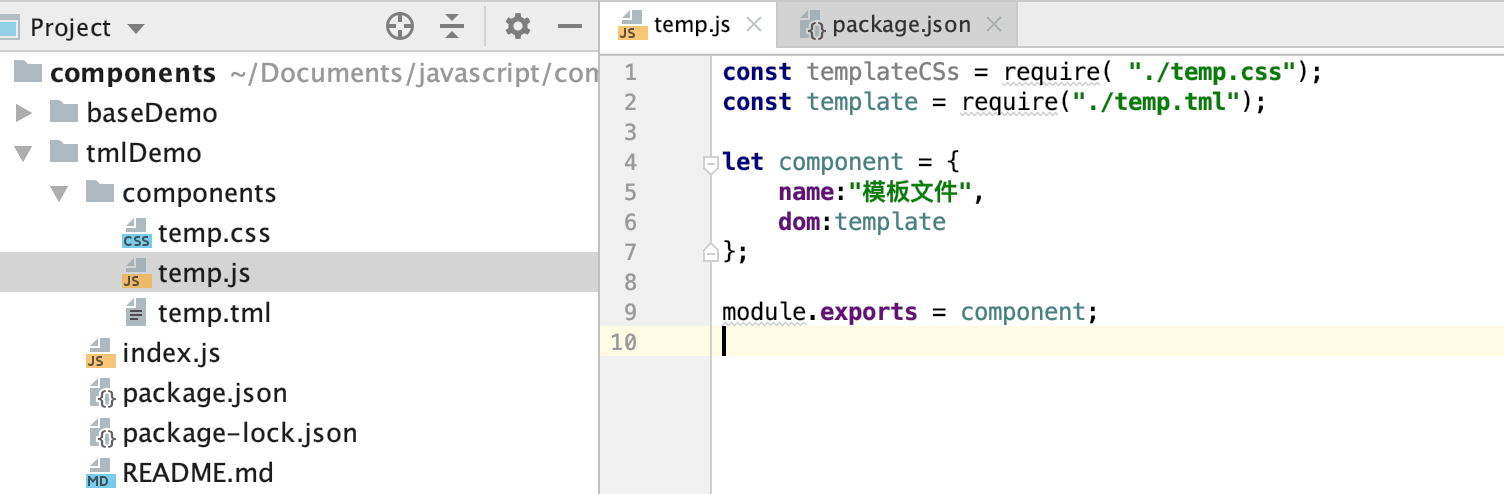 Project
components ~/Documents/javascript/con
baseDemo
tmlDemo
components
CSS temp.css
JS temp.js
temp.tml
JS index.js
{} package.json
{} package-lock.json
MD README.md
JS temp.js
{} package.json
1 const templateCSs = require( "./temp.css");
2 const template = require("./temp.tml");
3
4 let component = {
5 name:"模板文件",
6 dom:template
7 };
8
9 module.exports = component;
10